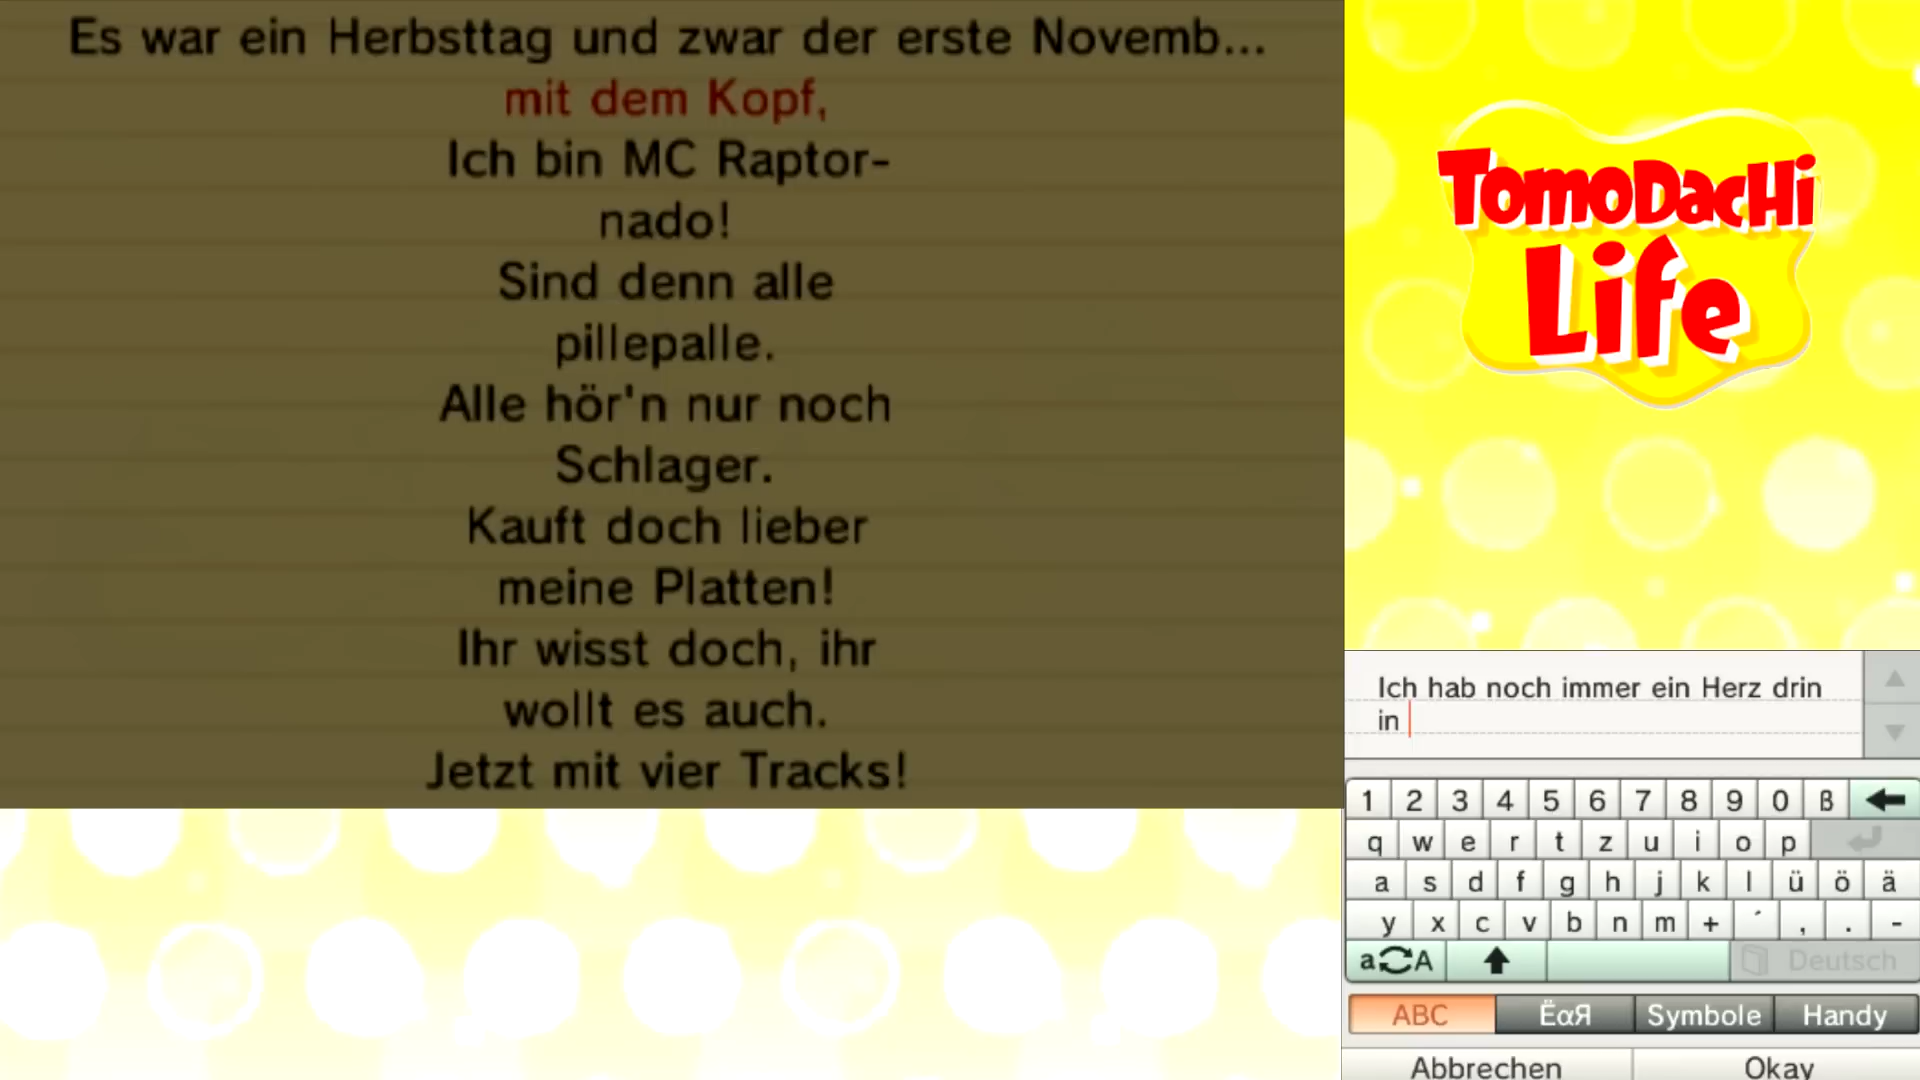 Es war ein Herbsttag und zwar der erste Novemb...
mit dem Kopf,
Ich bin MC Raptor-
nado!
Sind denn alle
pillepalle.
Alle hör'n nur noch
Schlager.
Kauft doch lieber
meine Platten!
Ihr wisst doch, ihr
wollt es auch.
Jetzt mit vier Tracks!
TomoDacHi
Life
Ich hab noch immer ein Herz drin
in
1 2 3 4 5 6 7 8 9 0 ß
q w e r t z u i o p
a s d f g h j k l ü ö ä
y x c v b n m + ´ , . -
a A Deutsch
ABC ËαЯ Symbole Handy
Abbrechen Okay